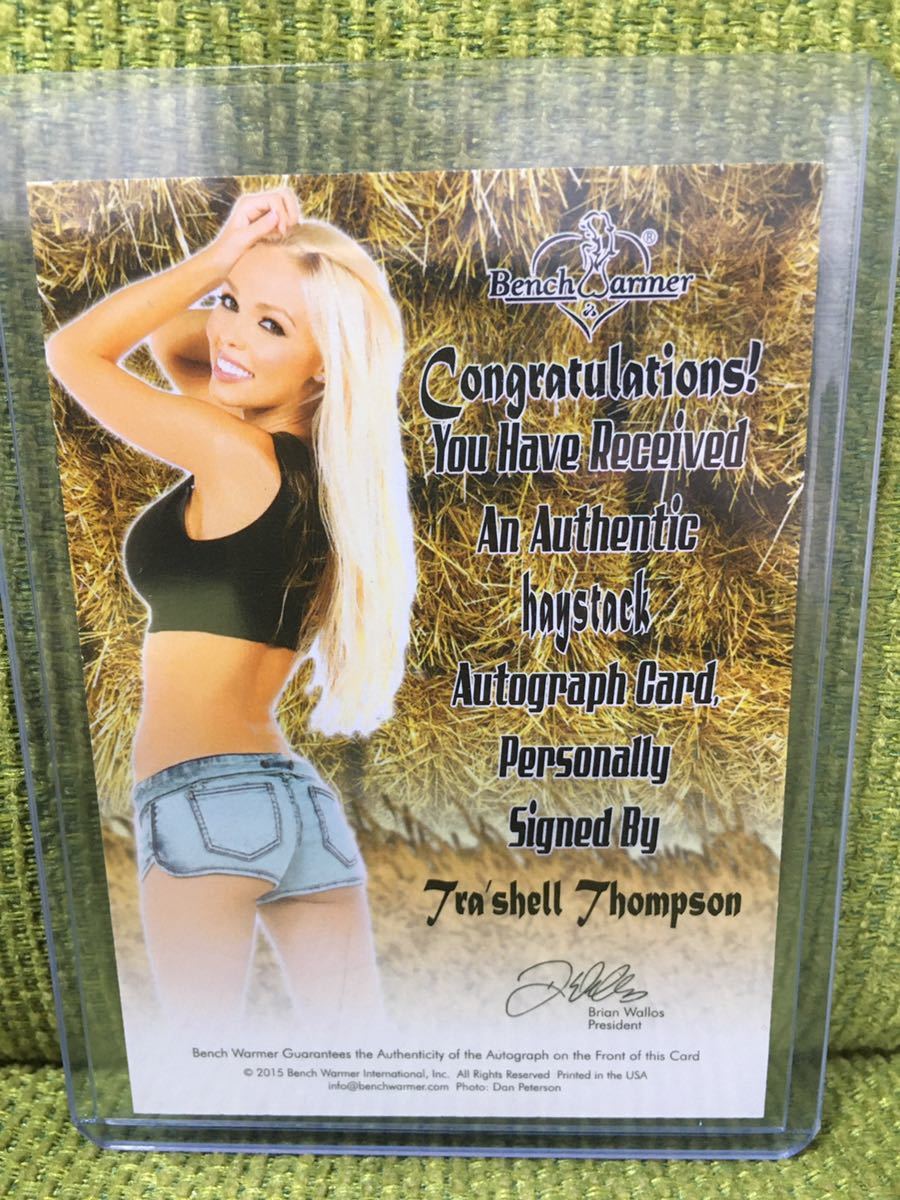 Bench Warmer ®
Congratulations!
You Have Received
An Authentic
haystack
Autograph Card,
Personally
Signed By
Tra'shell Thompson
Brian Wallos
President
Bench Warmer Guarantees the Authenticity of the Autograph on the Front of this Card
© 2015 Bench Warmer International, Inc. All Rights Reserved Printed in the USA
info@benchwarmer.com Photo: Dan Peterson